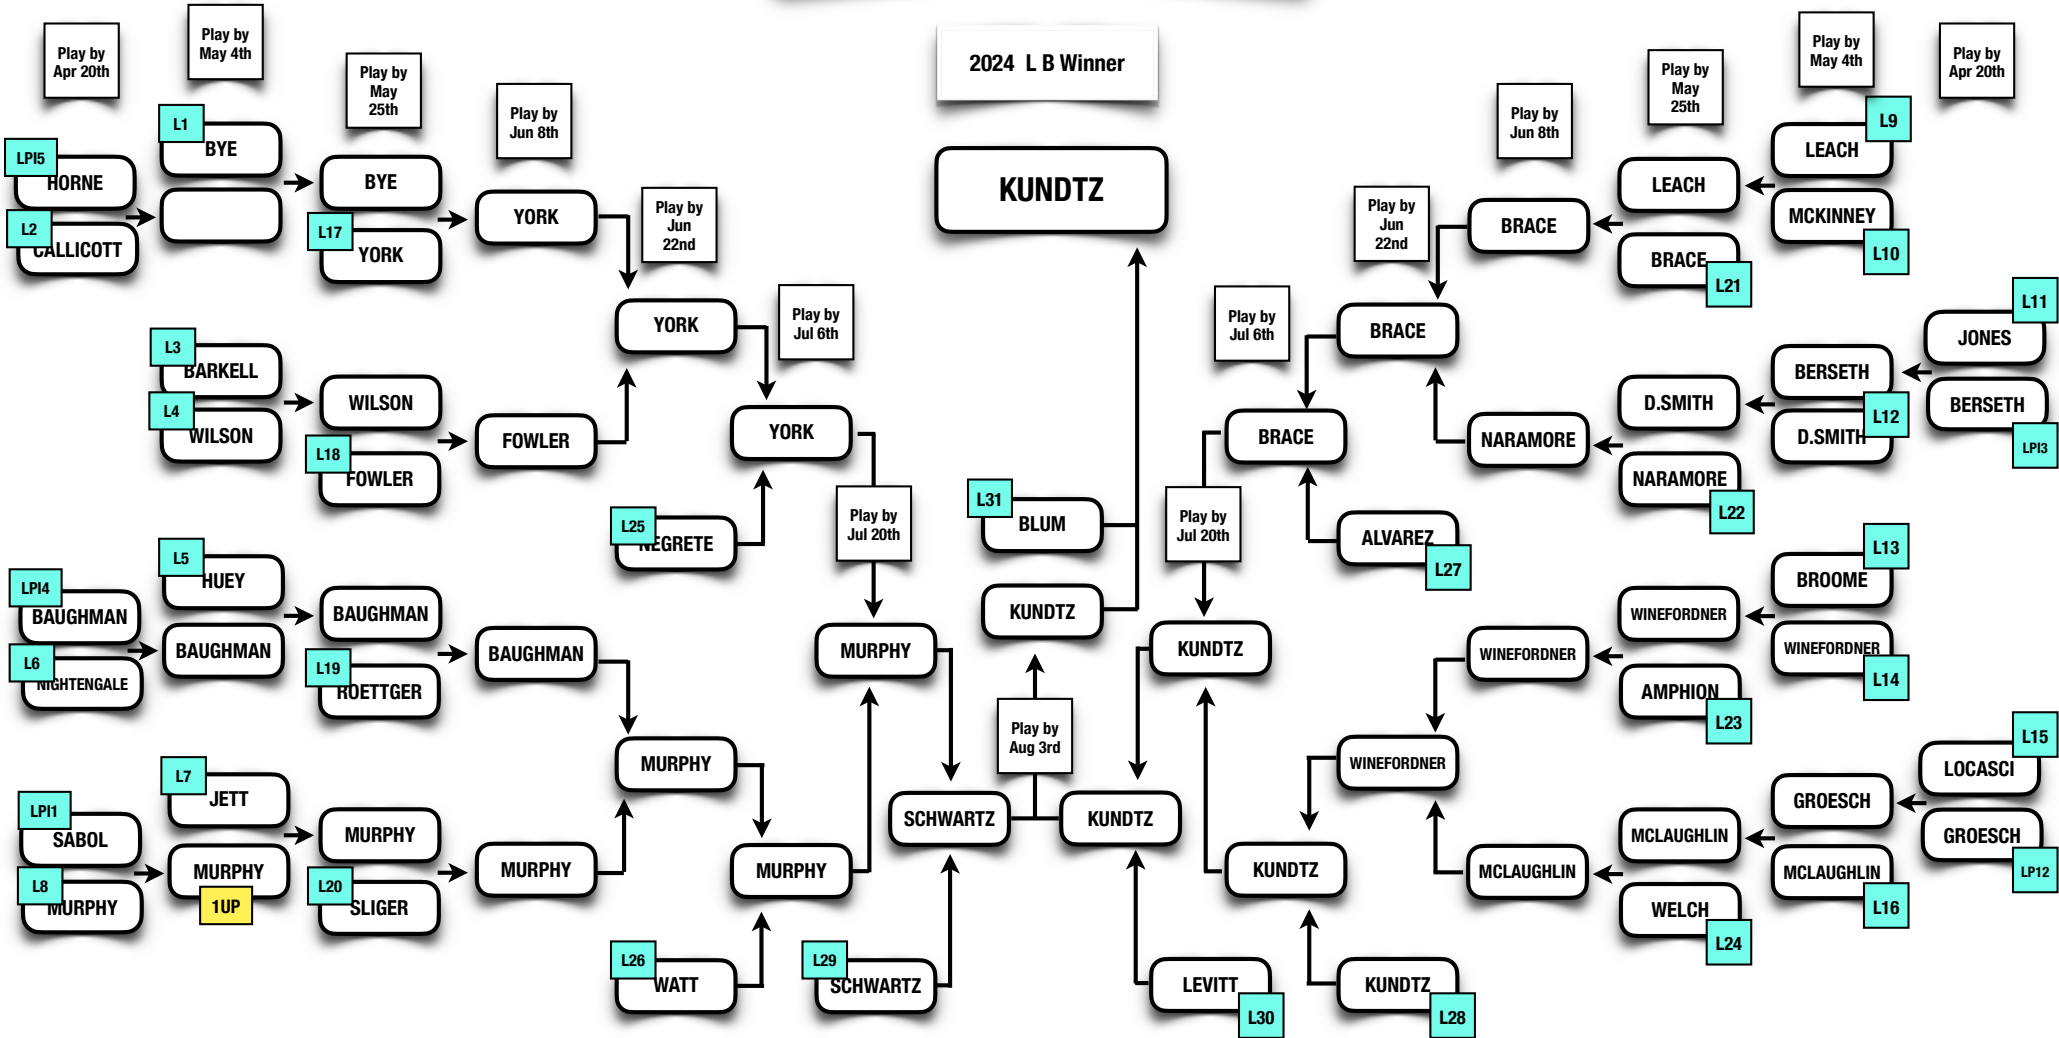 2024 L B Winner
KUNDTZ
Play by
Apr 20th
Play by
May 4th
Play by
May
25th
Play by
Jun 8th
Play by
Jun
22nd
Play by
Jul 6th
Play by
Jul 20th
LPI5
HORNE
L2
CALLICOTT
L1
BYE
BYE
L17
YORK
YORK
YORK
YORK
L3
BARKELL
L4
WILSON
WILSON
L18
FOWLER
FOWLER
L25
NEGRETE
LPI4
BAUGHMAN
L6
NIGHTENGALE
L5
HUEY
BAUGHMAN
BAUGHMAN
L19
ROETTGER
BAUGHMAN
LPI1
SABOL
L8
MURPHY
L7
JETT
MURPHY
1UP
MURPHY
L20
SLIGER
MURPHY
MURPHY
L26
WATT
MURPHY
MURPHY
L29
SCHWARTZ
SCHWARTZ
L31
BLUM
KUNDTZ
Play by
Aug 3rd
KUNDTZ
Play by
Jul 20th
KUNDTZ
LEVITT
L30
Play by
Jul 6th
BRACE
ALVAREZ
L27
KUNDTZ
KUNDTZ
L28
Play by
Jun
22nd
BRACE
WINEFORDNER
Play by
Jun 8th
BRACE
NARAMORE
WINEFORDNER
MCLAUGHLIN
Play by
May
25th
LEACH
BRACE
L21
D.SMITH
NARAMORE
L22
WINEFORDNER
AMPHION
L23
MCLAUGHLIN
WELCH
L24
Play by
May 4th
L9
LEACH
MCKINNEY
L10
BERSETH
L12
D.SMITH
L13
BROOME
WINEFORDNER
L14
GROESCH
MCLAUGHLIN
L16
Play by
Apr 20th
L11
JONES
BERSETH
LPI3
L15
LOCASCI
GROESCH
LP12